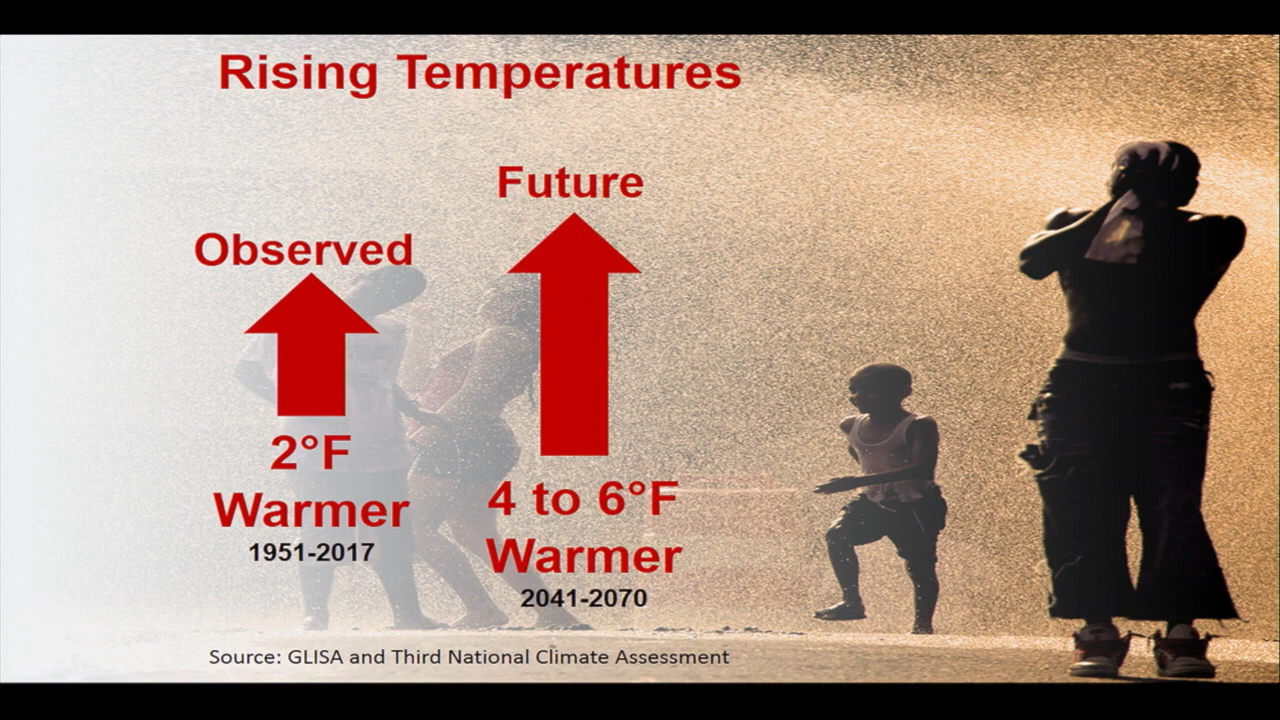 Rising Temperatures
Observed
2°F
Warmer
1951-2017
Future
4 to 6°F
Warmer
2041-2070
Source: GLISA and Third National Climate Assessment